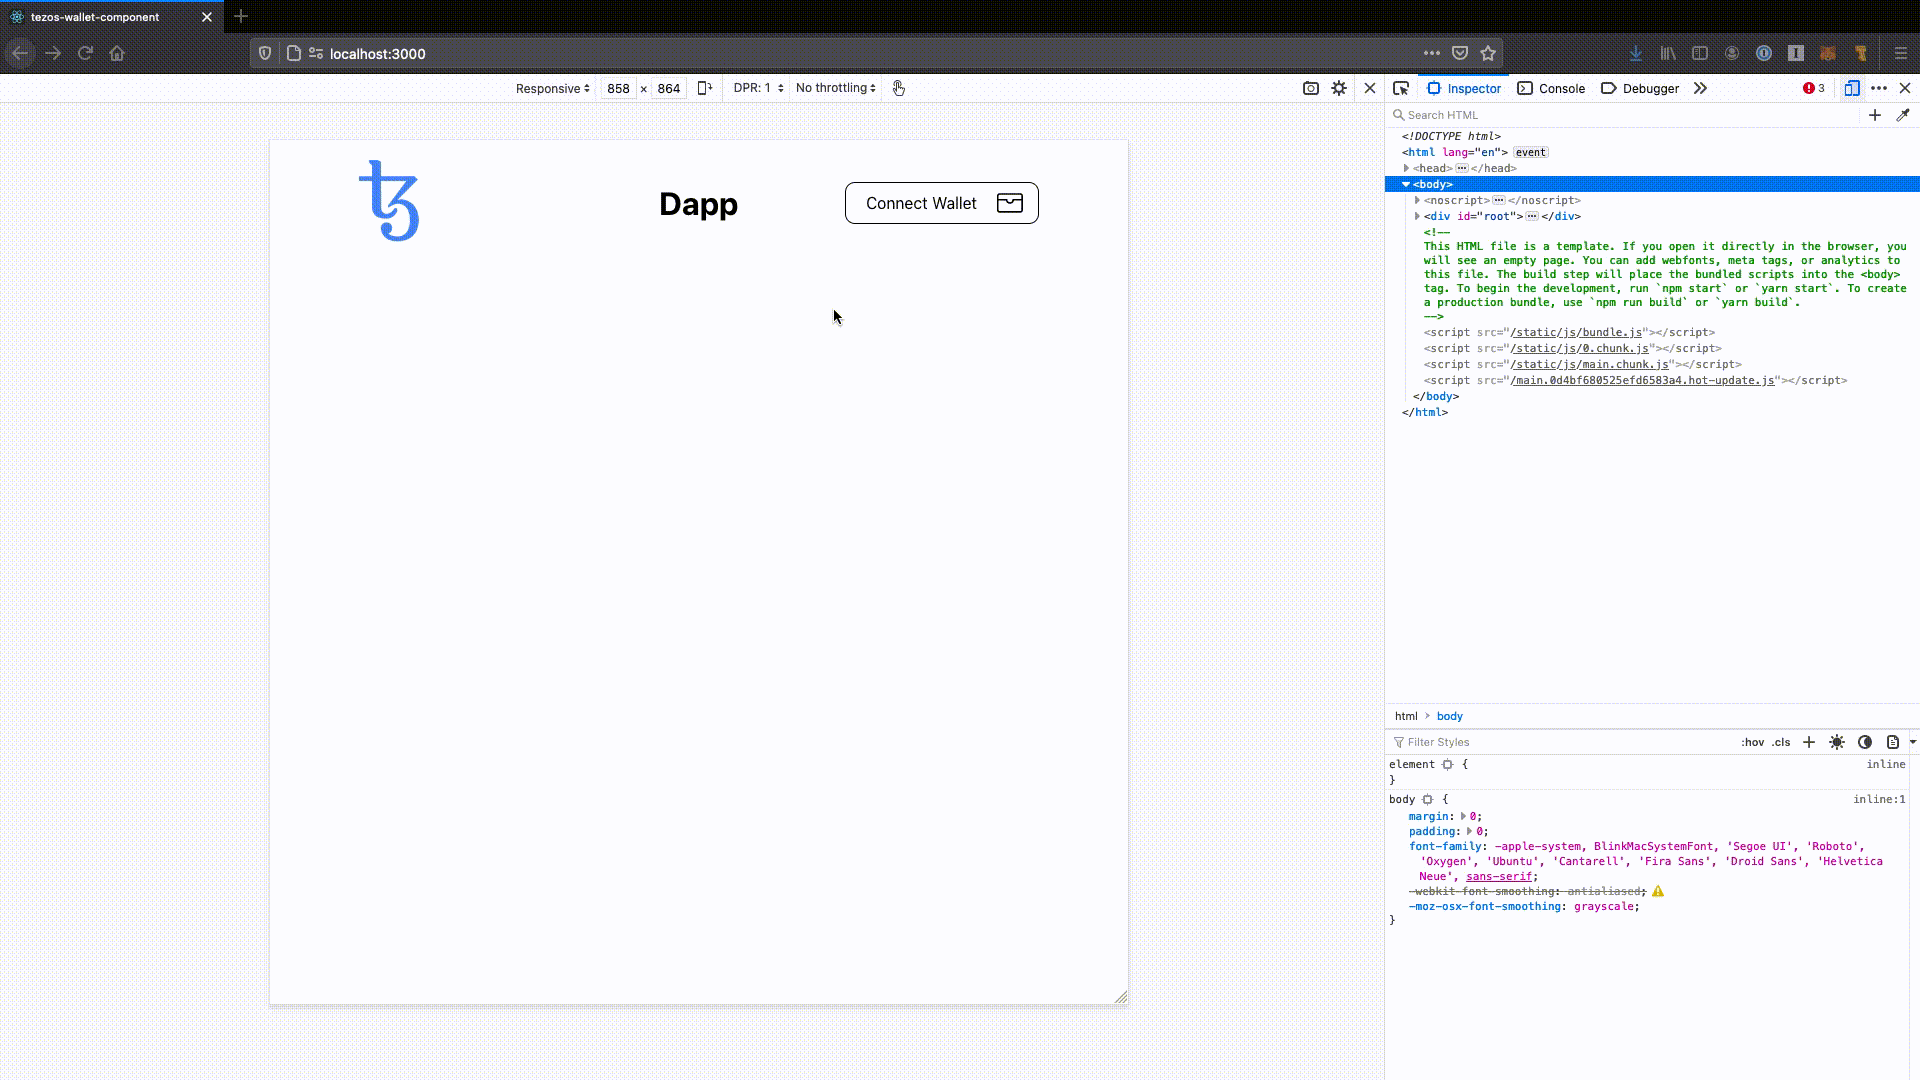 tezos-wallet-component
localhost:3000
Responsive 858 × 864 DPR: 1 No throttling
Inspector Console Debugger 3
Search HTML
<!DOCTYPE html>
<html lang="en"> event
<head> ··· </head>
<body>
<noscript> ··· </noscript>
<div id="root"> ··· </div>
<!--
This HTML file is a template. If you open it directly in the browser, you
will see an empty page. You can add webfonts, meta tags, or analytics to
this file. The build step will place the bundled scripts into the <body>
tag. To begin the development, run `npm start` or `yarn start`. To create
a production bundle, use `npm run build` or `yarn build`.
-->
<script src="/static/js/bundle.js"></script>
<script src="/static/js/0.chunk.js"></script>
<script src="/static/js/main.chunk.js"></script>
<script src="/main.0d4bf680525efd6583a4.hot-update.js"></script>
</body>
</html>
Dapp
Connect Wallet
html > body
Filter Styles :hov .cls
element { inline
}
body { inline:1
margin: 0;
padding: 0;
font-family: -apple-system, BlinkMacSystemFont, 'Segoe UI', 'Roboto',
'Oxygen', 'Ubuntu', 'Cantarell', 'Fira Sans', 'Droid Sans', 'Helvetica
Neue', sans-serif;
-webkit-font-smoothing: antialiased;
-moz-osx-font-smoothing: grayscale;
}